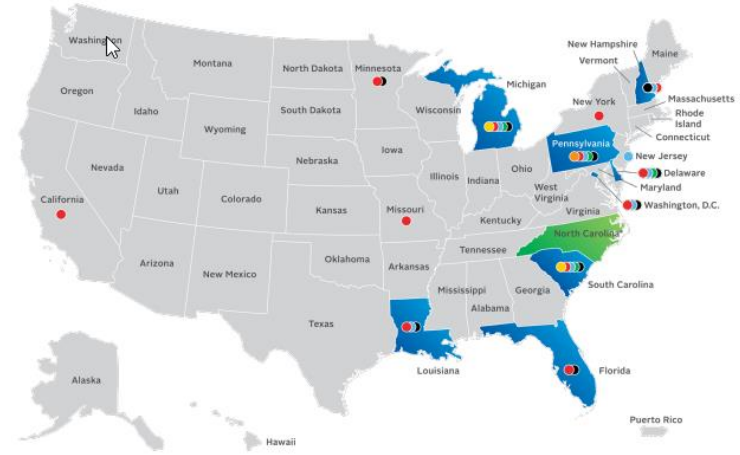 Washington
New Hampshire
Maine
Vermont
Montana
North Dakota
Minnesota
Oregon
Michigan
Massachusetts
New York
Rhode
Island
Idaho
South Dakota
Wisconsin
Wyoming
Connecticut
Pennsylvania
Iowa
New Jersey
Nevada
Nebraska
Ohio
Delaware
Illinois
Indiana
Utah
West
Virginia
Maryland
California
Colorado
Kansas
Missouri
Virginia
Washington, D.C.
Kentucky
North Carolina*
Tennessee
Oklahoma
Arizona
Arkansas
New Mexico
South Carolina
Mississippi
Georgia
Alabama
Texas
Louisiana
Florida
Alaska
Puerto Rico
Hawaii